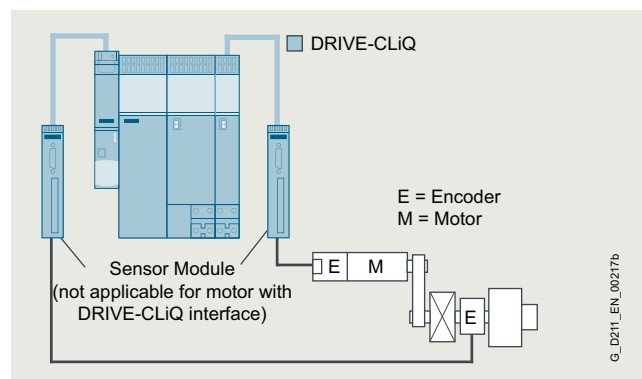 DRIVE-CLiQ
E = Encoder
M = Motor
E M
Sensor Module
(not applicable for motor with
DRIVE-CLiQ interface)
E
G_D211_EN_00217b